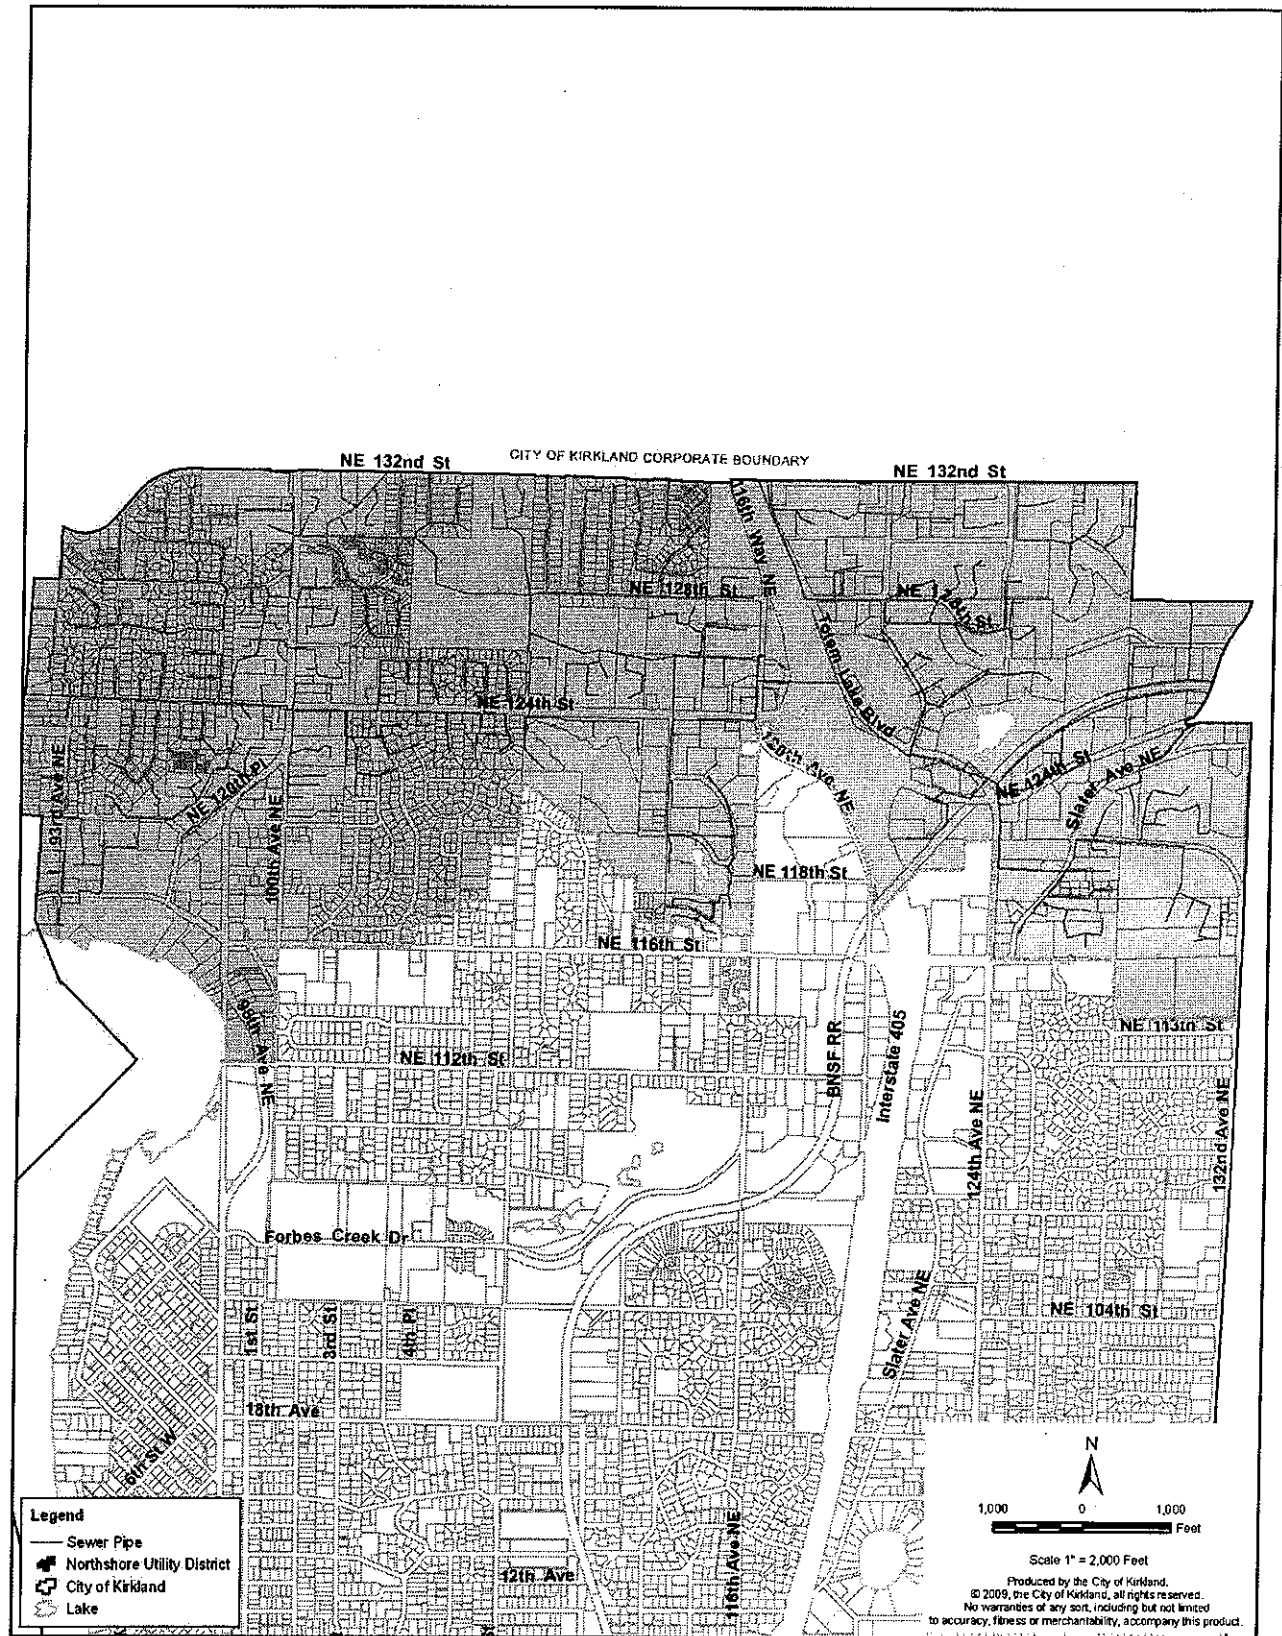 NE 132nd St
CITY OF KIRKLAND CORPORATE BOUNDARY
NE 132nd St
116th Way NE
NE 128th St
NE 128th St
Totem Lake Blvd
NE 124th St
120th Ave NE
NE 124th St
Slater Ave NE
93rd Ave NE
NE 120th Pl
100th Ave NE
NE 118th St
NE 116th St
98th Ave NE
NE 112th St
BNSF RR
Interstate 405
NE 113th St
124th Ave NE
132nd Ave NE
Forbes Creek Dr
1st St
3rd St
4th Pl
Slater Ave NE
NE 104th St
18th Ave
6th St W
116th Ave NE
12th Ave
St
Legend
Sewer Pipe
Northshore Utility District
City of Kirkland
Lake
N
1,000 0 1,000
Feet
Scale 1" = 2,000 Feet
Produced by the City of Kirkland.
© 2009, the City of Kirkland, all rights reserved.
No warranties of any sort, including but not limited
to accuracy, fitness or merchantability, accompany this product.